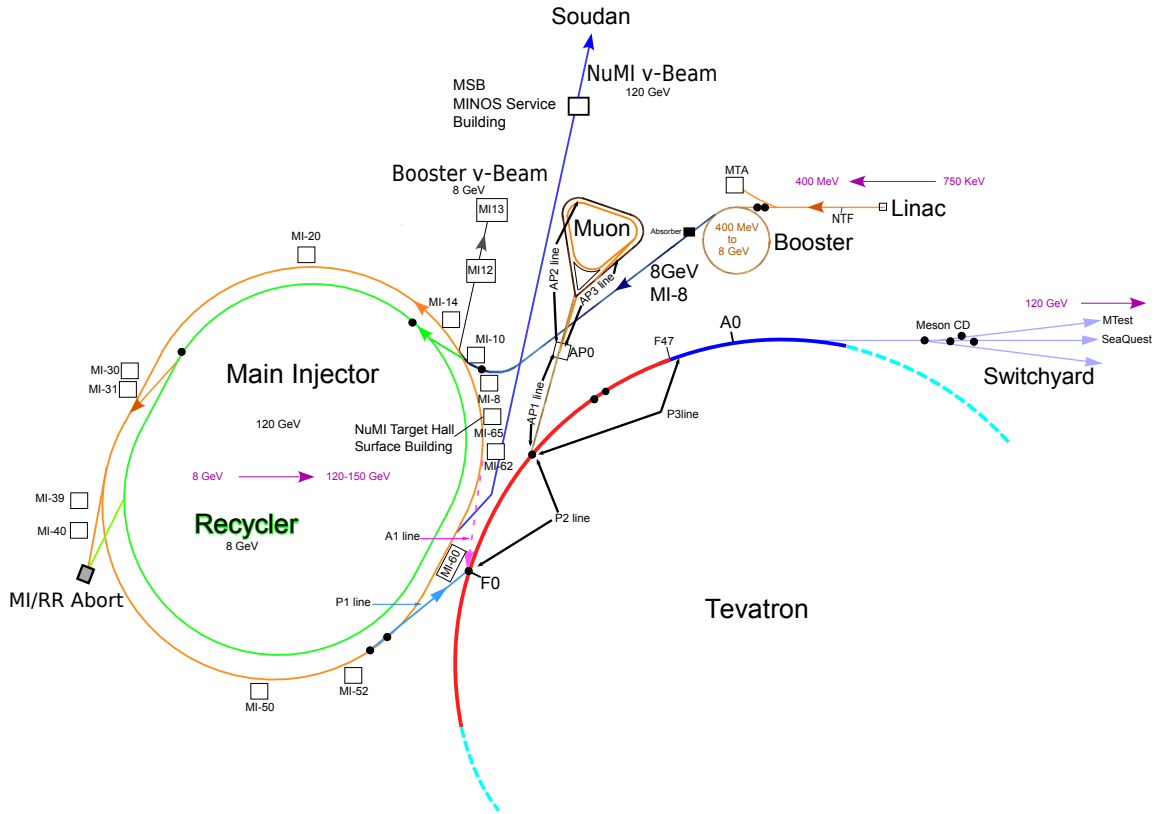 Soudan
NuMI v-Beam
120 GeV
MSB
MINOS Service
Building
Booster v-Beam
8 GeV
MI13
MI12
Muon
AP2 line
AP3 line
AP1 line
AP0
MTA
400 MeV
750 KeV
NTF
Linac
Absorber
400 MeV
to
8 GeV
Booster
8GeV
MI-8
MI-20
MI-14
MI-10
MI-8
MI-30
MI-31
Main Injector
120 GeV
NuMI Target Hall
Surface Building
MI-65
MI-62
8 GeV
120-150 GeV
Recycler
8 GeV
MI-39
MI-40
MI/RR Abort
A1 line
MI-60
P1 line
F0
MI-52
MI-50
P2 line
P3line
F47
A0
120 GeV
Meson CD
MTest
SeaQuest
Switchyard
Tevatron